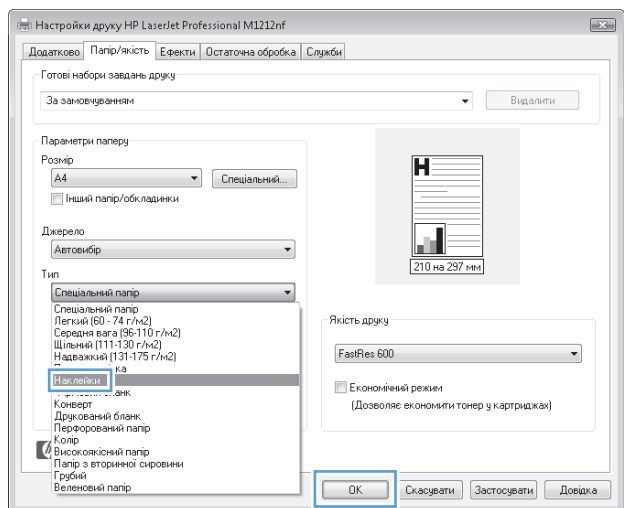 Настройки друку HP LaserJet Professional M1212nf
Додатково Папір/якість Ефекти Остаточна обробка Служби
Готові набори завдань друку
За замовчуванням Видалити
Параметри паперу
Розмір
A4 Спеціальний...
Інший папір/обкладинки
Джерело
Автовибір
Тип
Спеціальний папір
210 на 297 мм
Спеціальний папір
Легкий (60 - 74 г/м2)
Середня вага (96-110 г/м2)
Щільний (111-130 г/м2)
Надважкий (131-175 г/м2)
Наклейки
Конверт
Друкований бланк
Перфорований папір
Колір
Високоякісний папір
Папір з вторинної сировини
Грубий
Веленовий папір
Якість друку
FastRes 600
Економічний режим
(Дозволяє економити тонер у картриджах)
OK Скасувати Застосувати Довідка